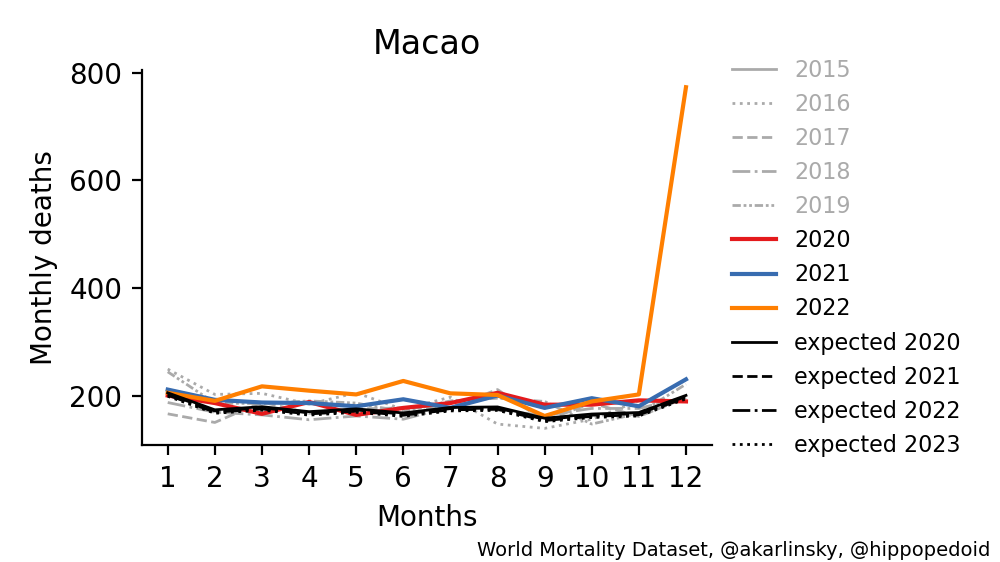 Macao
Monthly deaths
800
600
400
200
1 2 3 4 5 6 7 8 9 10 11 12
Months
2015
2016
2017
2018
2019
2020
2021
2022
expected 2020
expected 2021
expected 2022
expected 2023
World Mortality Dataset, @akarlinsky, @hippopedoid